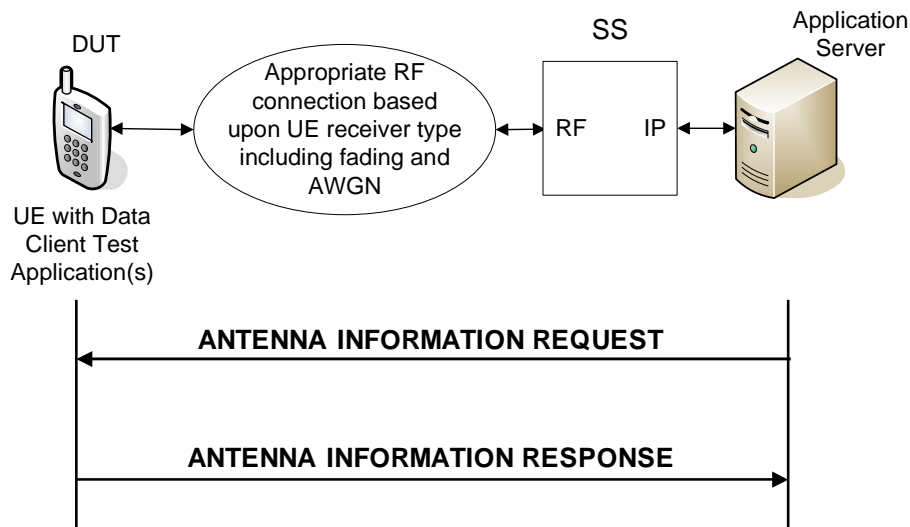 DUT
Appropriate RF
connection based
upon UE receiver type
including fading and
AWGN
SS
RF
IP
Application
Server
UE with Data
Client Test
Application(s)
ANTENNA INFORMATION REQUEST
ANTENNA INFORMATION RESPONSE